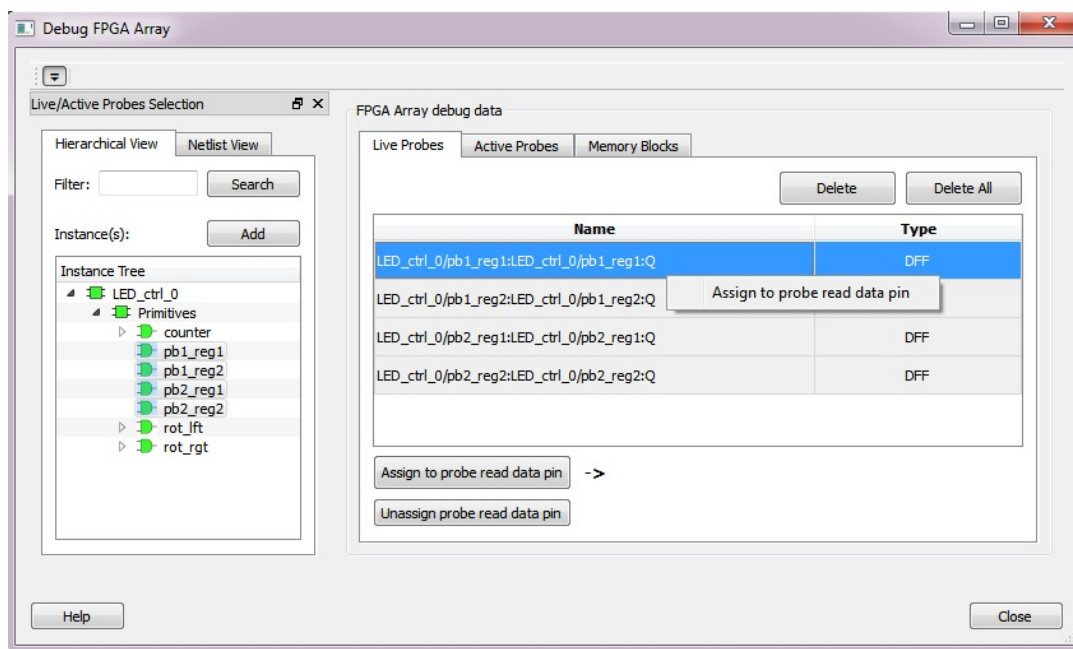 Debug FPGA Array
Live/Active Probes Selection
Hierarchical View
Netlist View
Filter:
Search
Instance(s):
Add
Instance Tree
LED_ctrl_0
Primitives
counter
pb1_reg1
pb1_reg2
pb2_reg1
pb2_reg2
rot_lft
rot_rgt
FPGA Array debug data
Live Probes
Active Probes
Memory Blocks
Delete
Delete All
Name Type
LED_ctrl_0/pb1_reg1:LED_ctrl_0/pb1_reg1:Q DFF
LED_ctrl_0/pb1_reg2:LED_ctrl_0/pb1_reg2:Q
Assign to probe read data pin
LED_ctrl_0/pb2_reg1:LED_ctrl_0/pb2_reg1:Q DFF
LED_ctrl_0/pb2_reg2:LED_ctrl_0/pb2_reg2:Q DFF
Assign to probe read data pin ->
Unassign probe read data pin
Help
Close